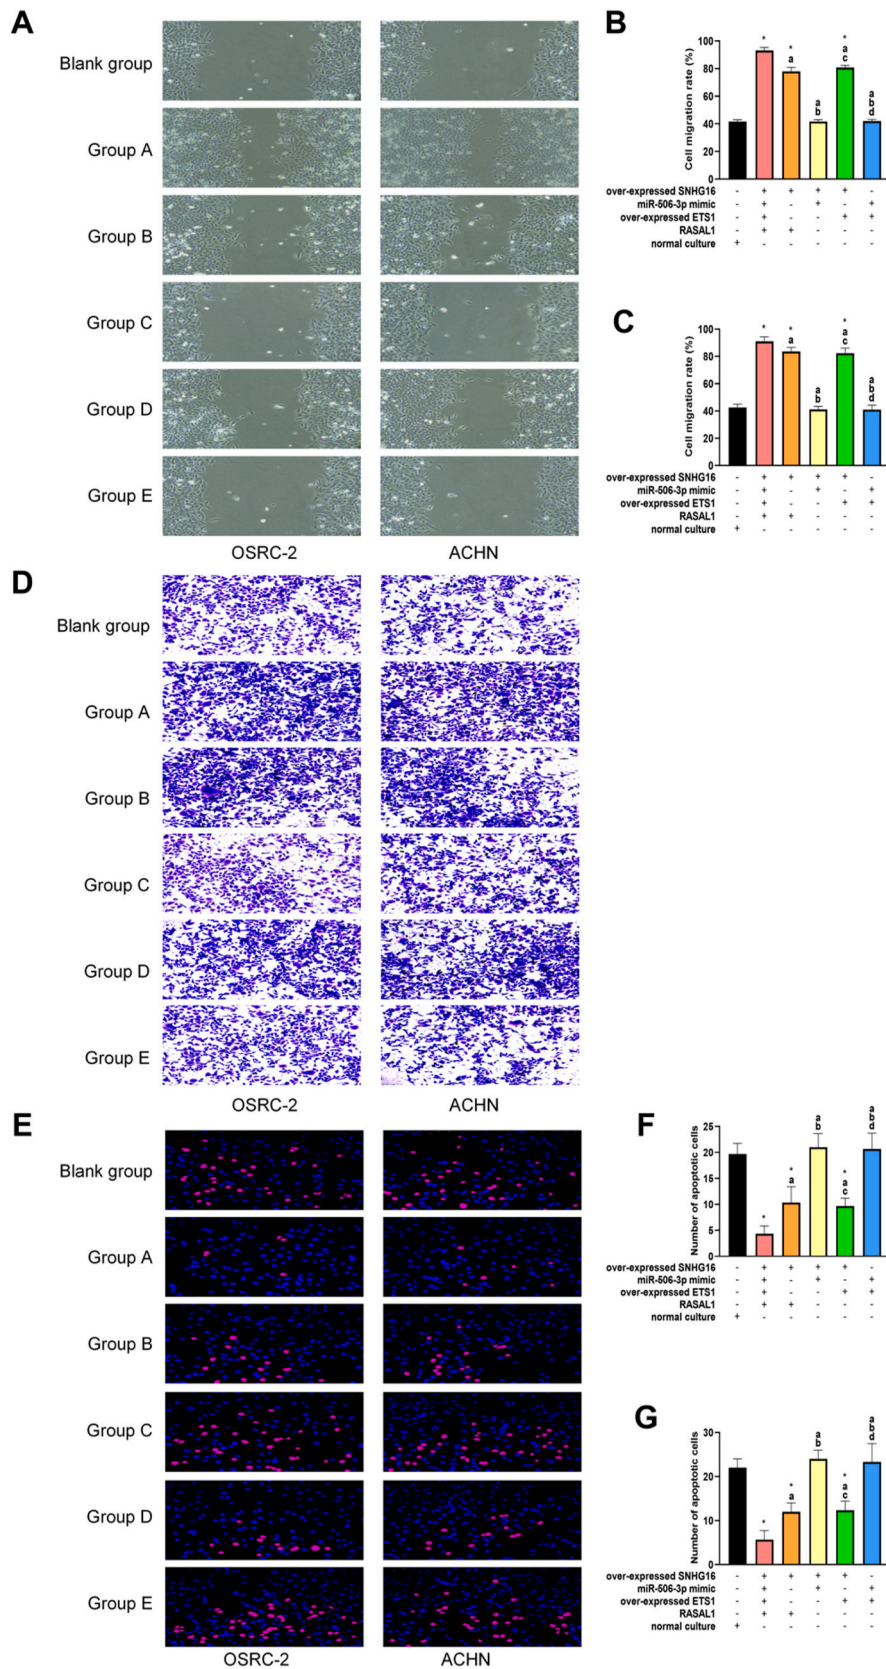 A
Blank group
Group A
Group B
Group C
Group D
Group E
OSRC-2 ACHN
B
Cell migration rate (%)
100
80
60
40
20
0
*
* a
a b
* a c
a b d
over-expressed SNHG16 - + + + + -
miR-506-3p mimic - + - + - +
over-expressed ETS1 - + - - + +
RASAL1 - + + - - -
normal culture + - - - - -
C
Cell migration rate (%)
100
80
60
40
20
0
*
* a
a b
* a c
a b d
over-expressed SNHG16 - + + + + -
miR-506-3p mimic - + - + - +
over-expressed ETS1 - + - - + +
RASAL1 - + + - - -
normal culture + - - - - -
D
Blank group
Group A
Group B
Group C
Group D
Group E
OSRC-2 ACHN
E
Blank group
Group A
Group B
Group C
Group D
Group E
OSRC-2 ACHN
F
Number of apoptotic cells
25
20
15
10
5
0
*
* a
a b
* a c
a b d
over-expressed SNHG16 - + + + + -
miR-506-3p mimic - + - + - +
over-expressed ETS1 - + - - + +
RASAL1 - + + - - -
normal culture + - - - - -
G
Number of apoptotic cells
30
20
10
0
*
* a
a b
* a c
a b d
over-expressed SNHG16 - + + + + -
miR-506-3p mimic - + - + - +
over-expressed ETS1 - + - - + +
RASAL1 - + + - - -
normal culture + - - - - -